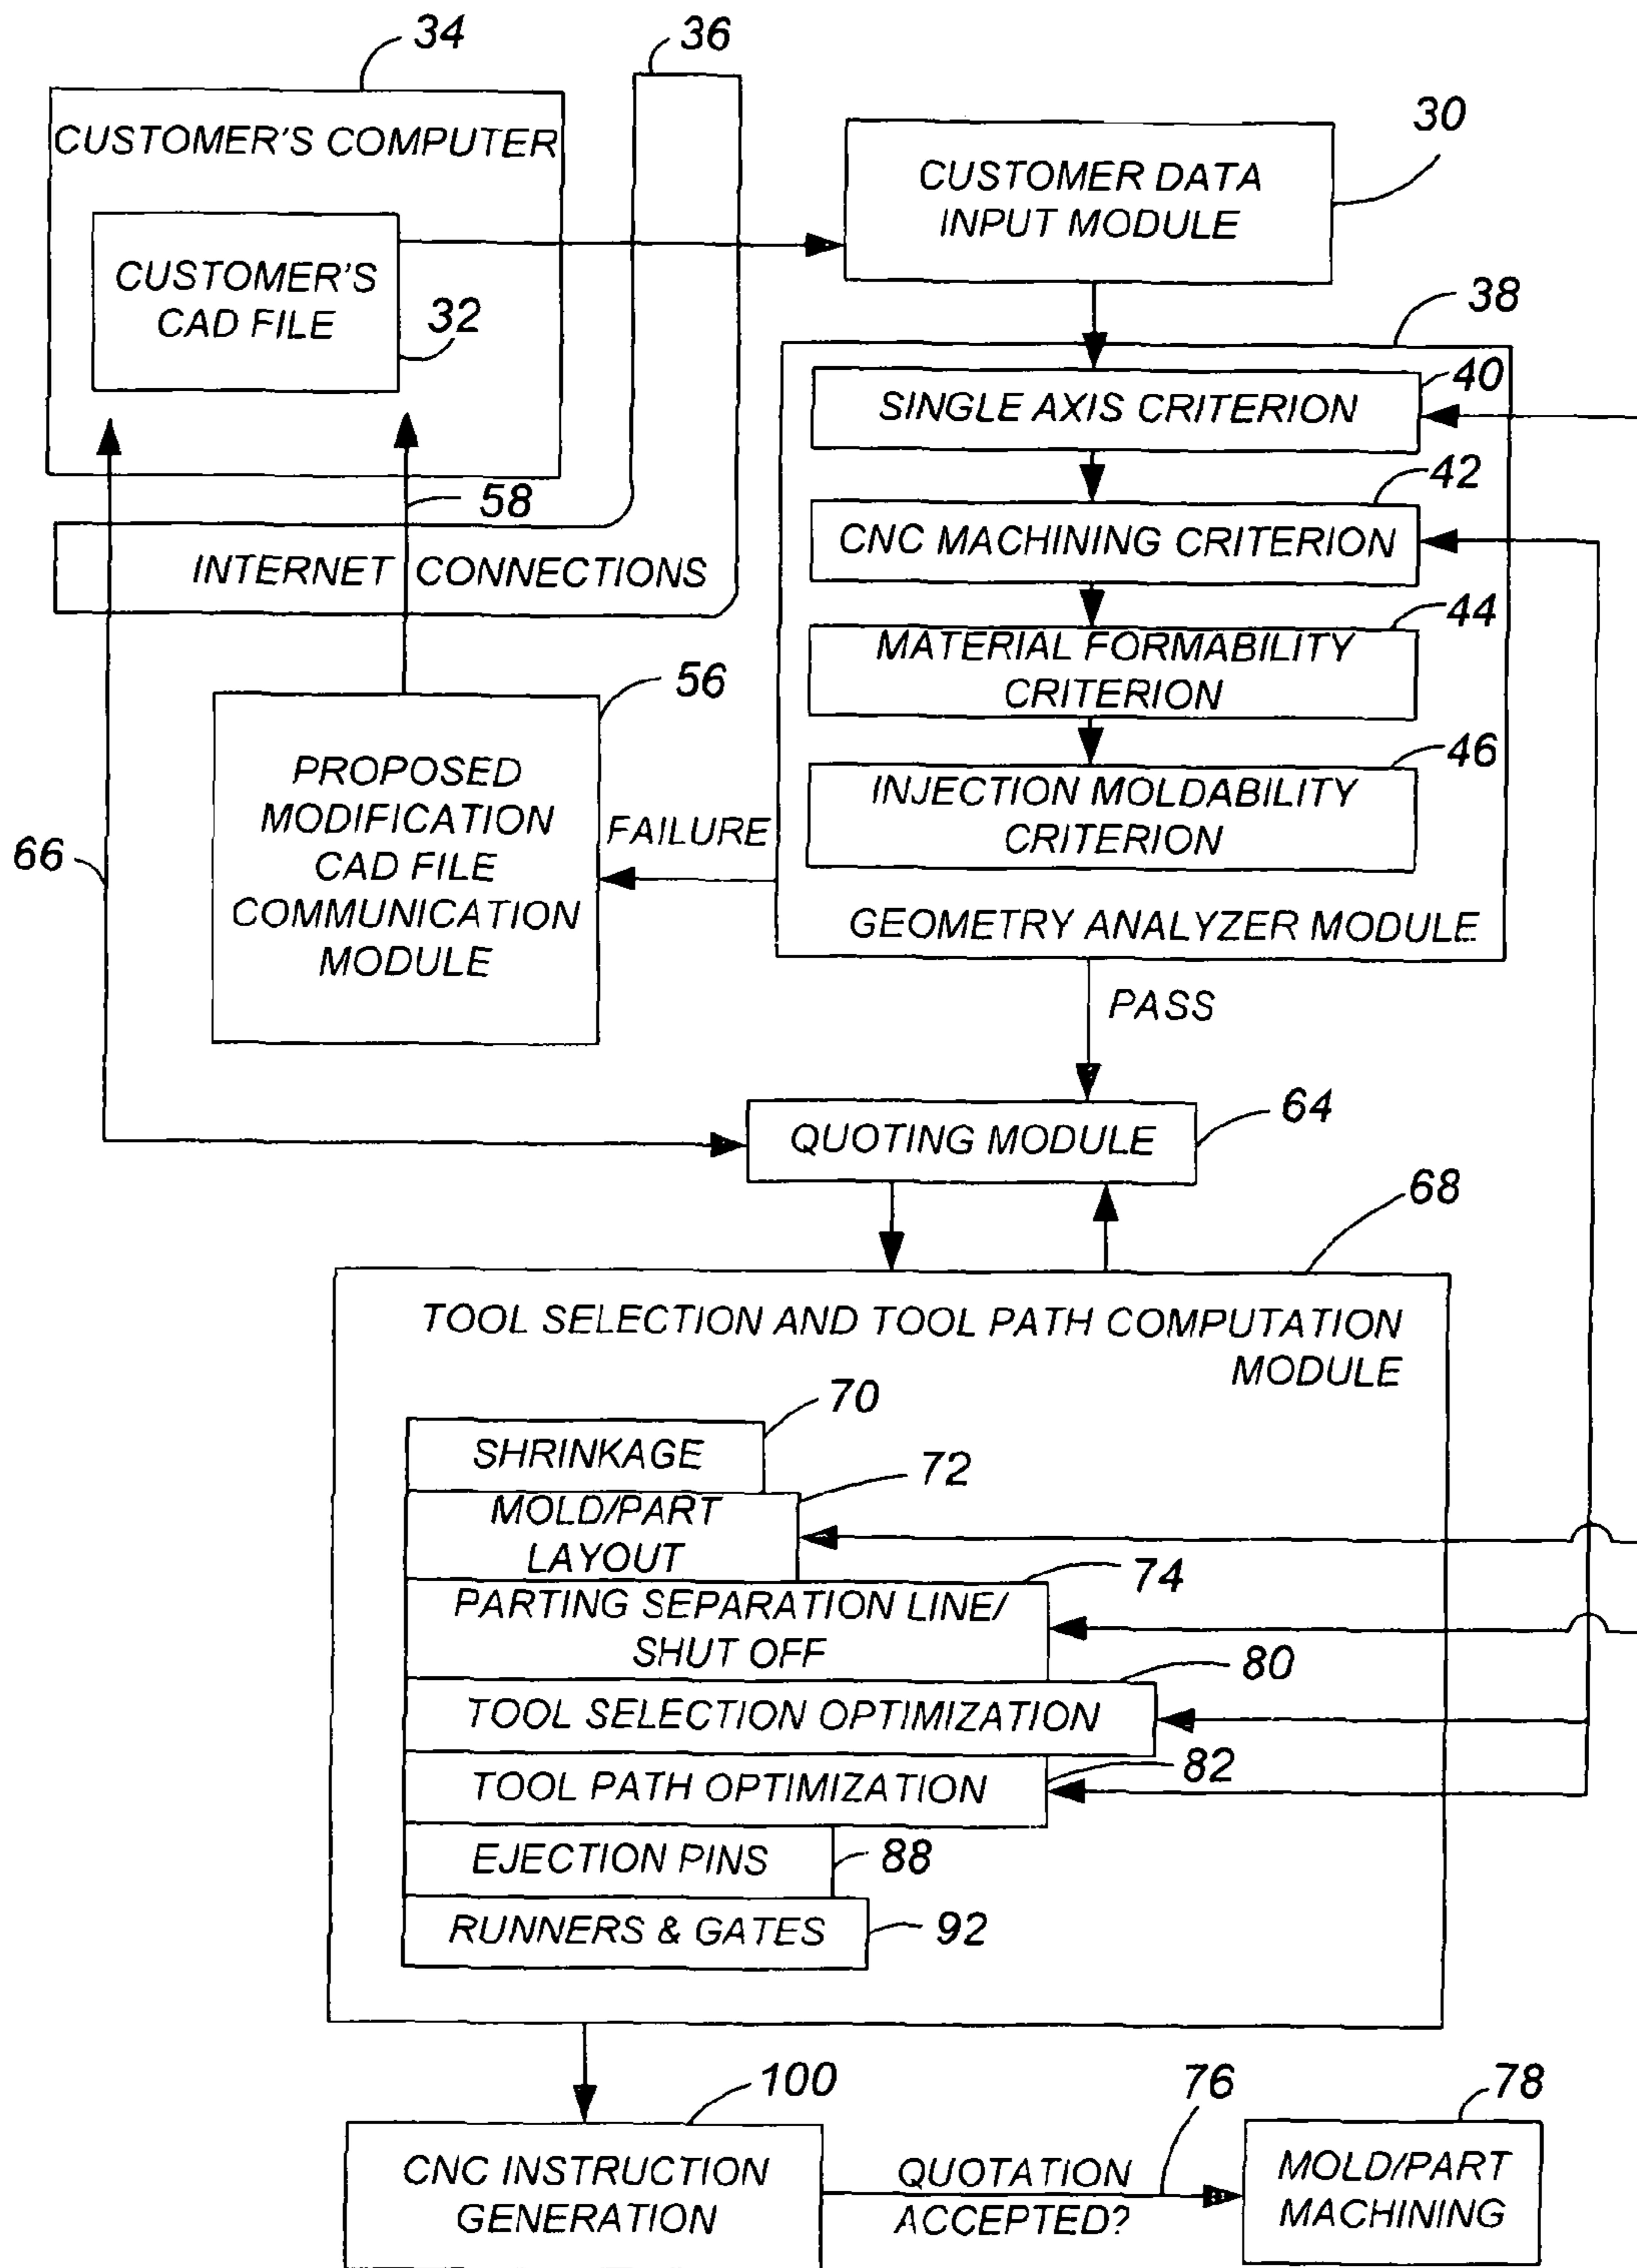 34
36
CUSTOMER'S COMPUTER
30
CUSTOMER DATA
INPUT MODULE
CUSTOMER'S
CAD FILE
32
38
SINGLE AXIS CRITERION
40
42
CNC MACHINING CRITERION
58
INTERNET CONNECTIONS
44
MATERIAL FORMABILITY
CRITERION
46
INJECTION MOLDABILITY
CRITERION
GEOMETRY ANALYZER MODULE
56
PROPOSED
MODIFICATION
CAD FILE
COMMUNICATION
MODULE
FAILURE
66
PASS
64
QUOTING MODULE
68
TOOL SELECTION AND TOOL PATH COMPUTATION
MODULE
70
SHRINKAGE
72
MOLD/PART
LAYOUT
74
PARTING SEPARATION LINE/
SHUT OFF
80
TOOL SELECTION OPTIMIZATION
82
TOOL PATH OPTIMIZATION
EJECTION PINS
88
RUNNERS & GATES
92
100
76
78
CNC INSTRUCTION
GENERATION
QUOTATION
ACCEPTED?
MOLD/PART
MACHINING